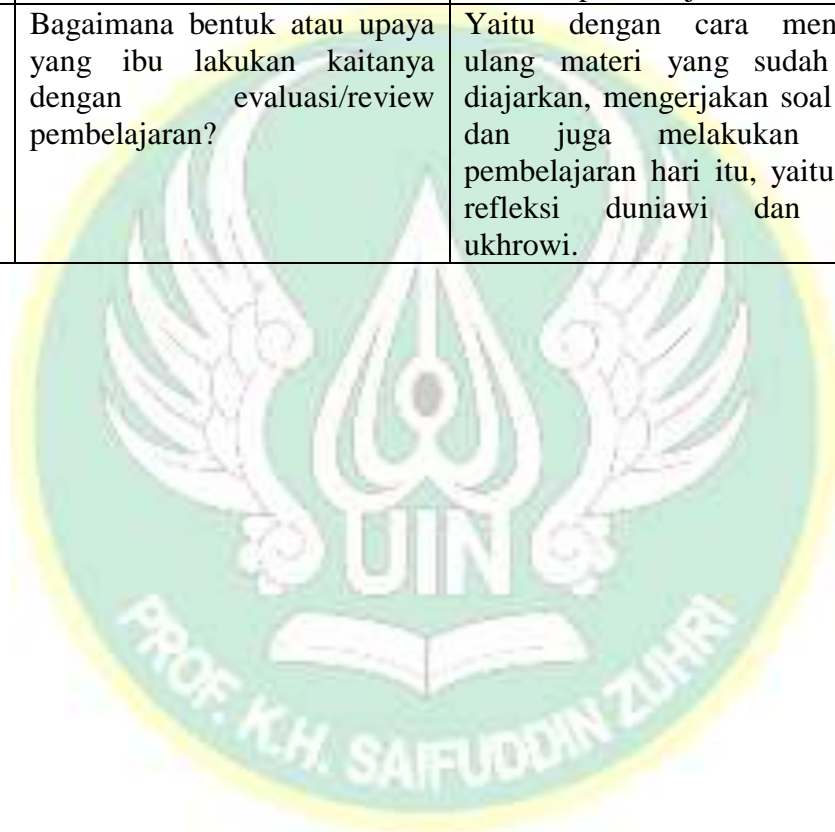 Bagaimana bentuk atau upaya
yang ibu lakukan kaitanya
dengan evaluasi/review
pembelajaran?
Yaitu dengan cara
ulang materi yang sudah
diajarkan, mengerjakan soal
dan juga melakukan
pembelajaran hari itu, yaitu
refleksi duniawi dan
ukhrowi.
UIN
PROF. K.H. SAIFUDDIN ZUHRI